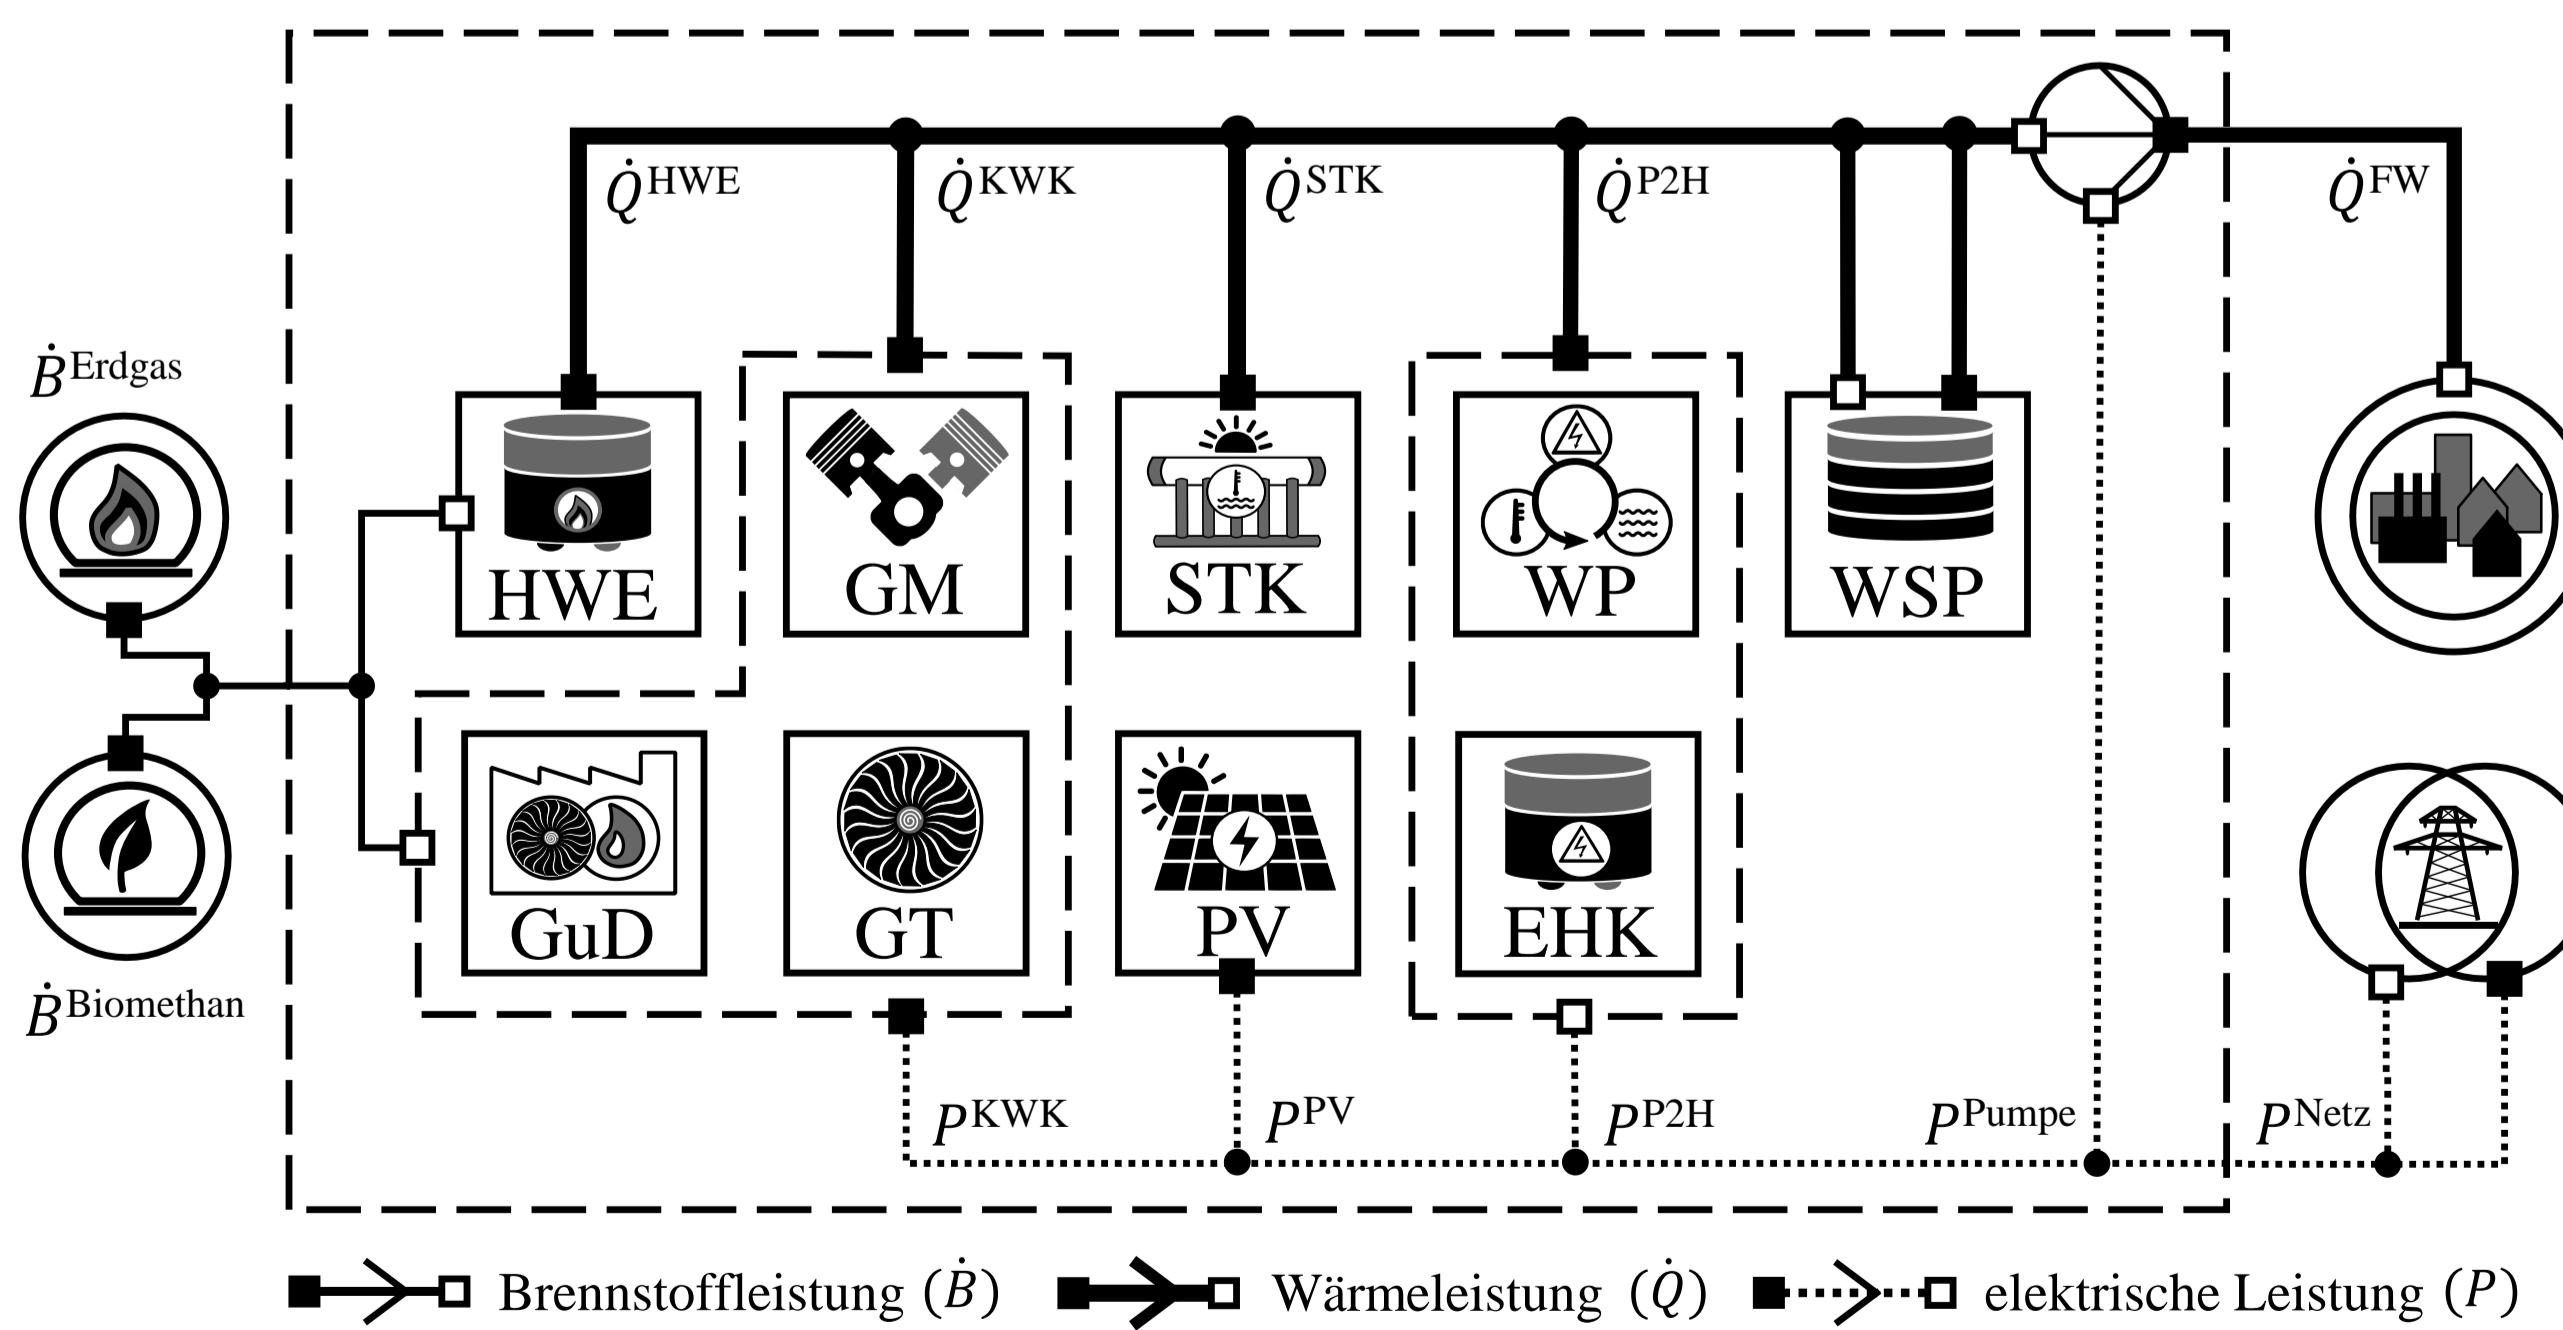 Q̇ HWE
Q̇ KWK
Q̇ STK
Q̇ P2H
Q̇ FW
Ḃ Erdgas
HWE
GM
STK
WP
WSP
GuD
GT
PV
EHK
Ḃ Biomethan
P KWK
P PV
P P2H
P Pumpe
P Netz
Brennstoffleistung (Ḃ)
Wärmeleistung (Q̇)
elektrische Leistung (P)